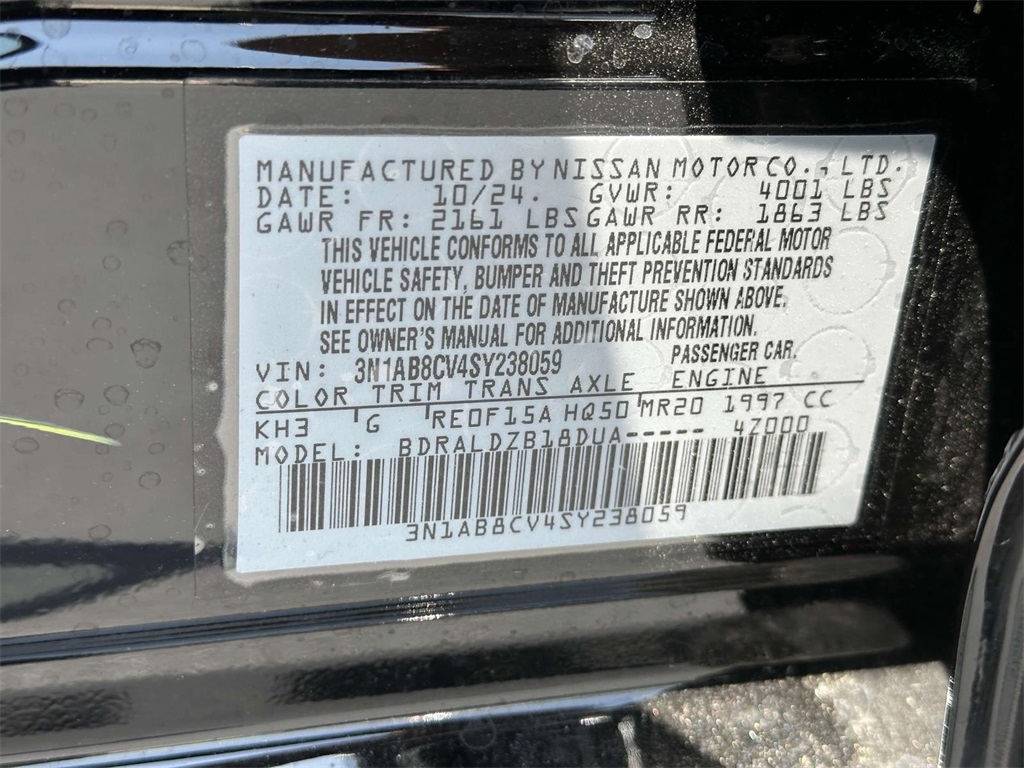 MANUFACTURED BY NISSAN MOTOR CO., LTD.
DATE: 10/24. GVWR: 4001 LBS
GAWR FR: 2161 LBS GAWR RR: 1863 LBS
THIS VEHICLE CONFORMS TO ALL APPLICABLE FEDERAL MOTOR
VEHICLE SAFETY, BUMPER AND THEFT PREVENTION STANDARDS
IN EFFECT ON THE DATE OF MANUFACTURE SHOWN ABOVE.
SEE OWNER'S MANUAL FOR ADDITIONAL INFORMATION.
VIN: 3N1AB8CV4SY238059 PASSENGER CAR.
COLOR TRIM TRANS AXLE ENGINE
KH3 G RE0F15A HQ50 MR20 1997 CC
MODEL: BDRALDZB18DUA----- 4Z000
3N1AB8CV4SY238059